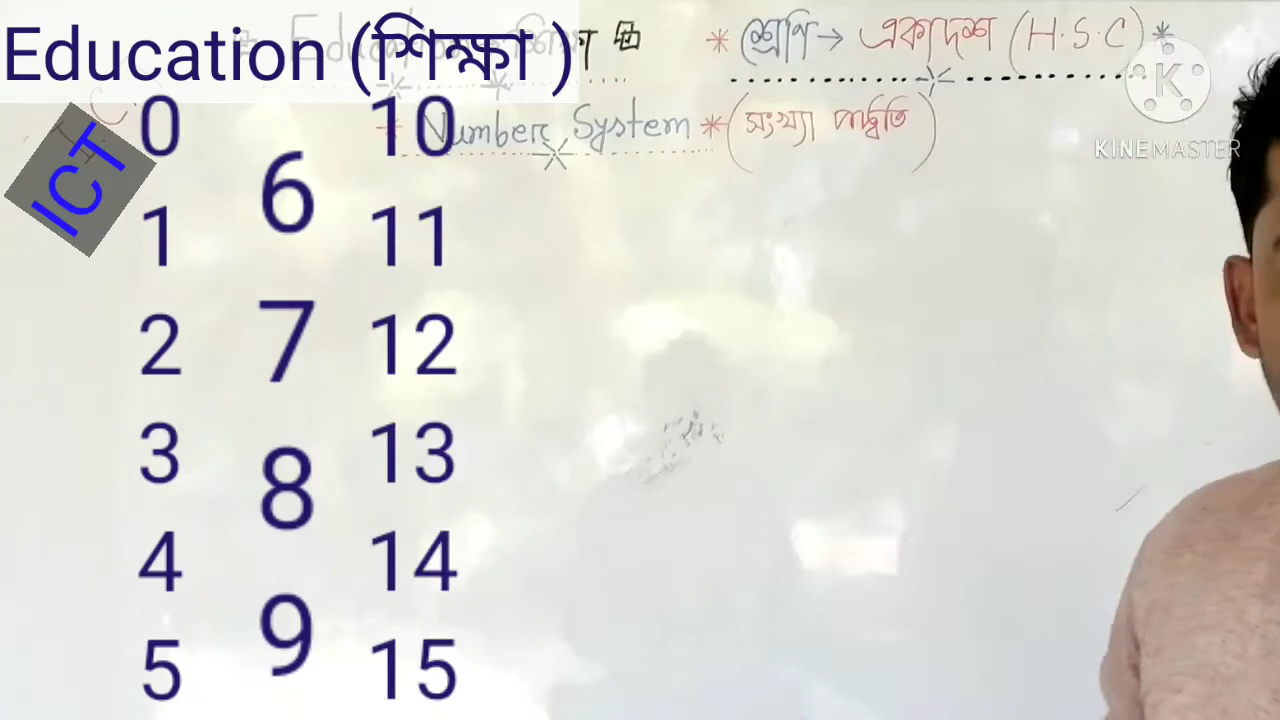 Education (শিক্ষা)
* শ্রেণি → একাদশ (H.S.C) *
ICT
* Number System * (সংখ্যা পদ্ধতি)
K
KINEMASTER
0
1
2
3
4
5
6
7
8
9
10
11
12
13
14
15